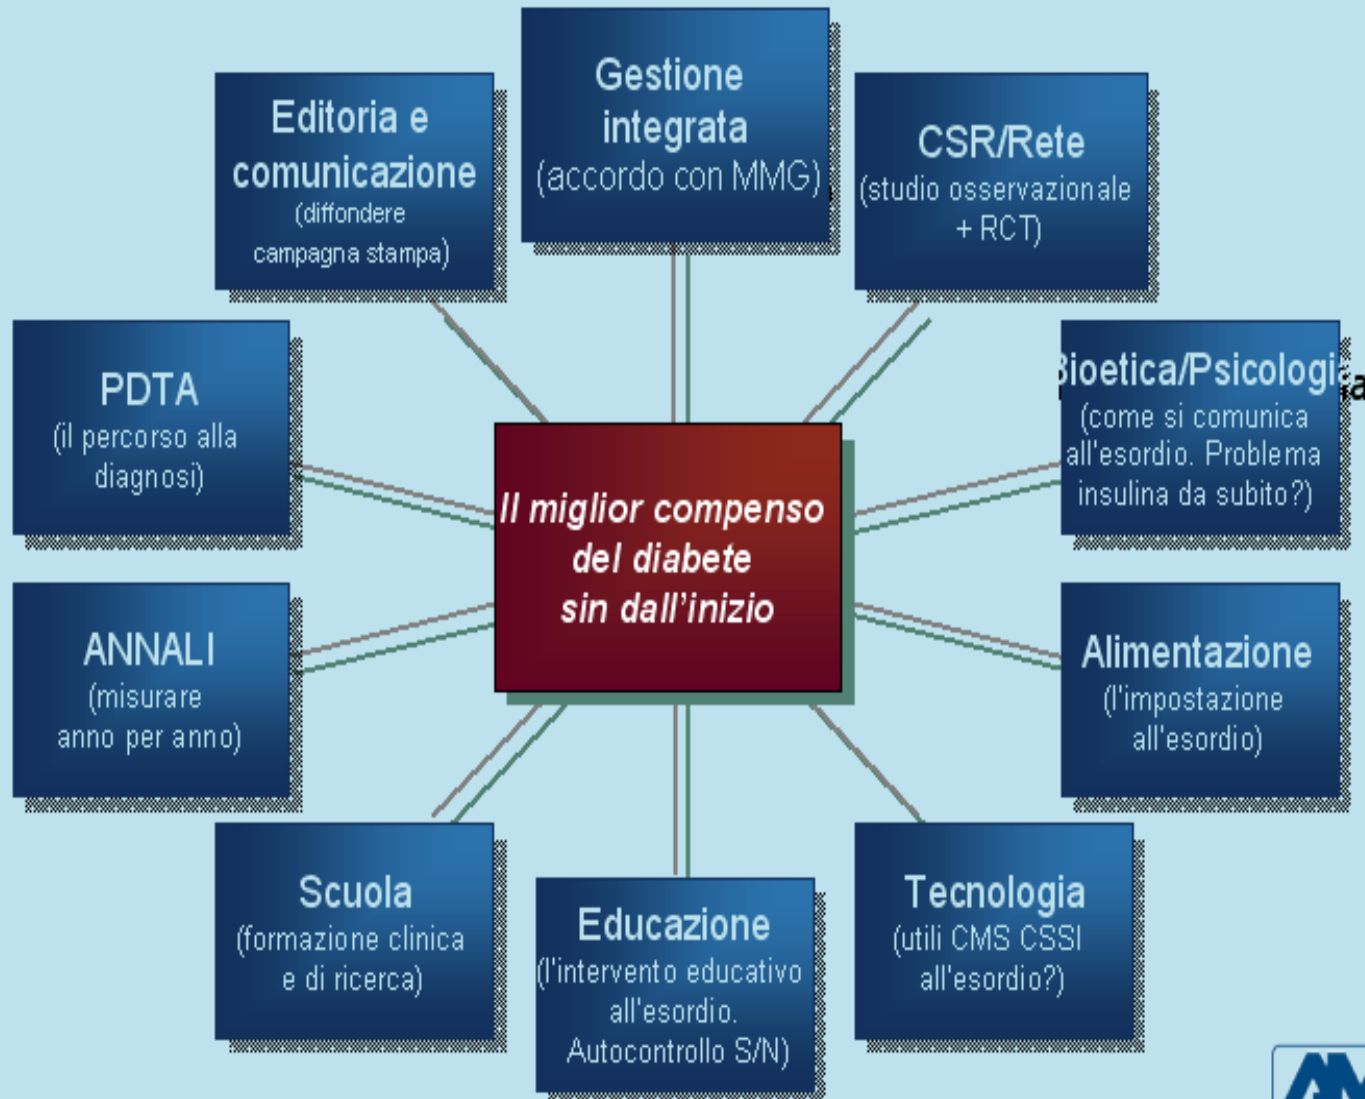 Gestione
integrata
(accordo con MMG)
Editoria e
comunicazione
(diffondere
campagna stampa)
CSR/Rete
(studio osservazionale
+ RCT)
PDTA
(il percorso alla
diagnosi)
Bioetica/Psicologia
(come si comunica
all'esordio. Problema
insulina da subito?)
Il miglior compenso
del diabete
sin dall'inizio
ANNALI
(misurare
anno per anno)
Alimentazione
(l'impostazione
all'esordio)
Scuola
(formazione clinica
e di ricerca)
Educazione
(l'intervento educativo
all'esordio.
Autocontrollo S/N)
Tecnologia
(utili CMS CSSI
all'esordio?)